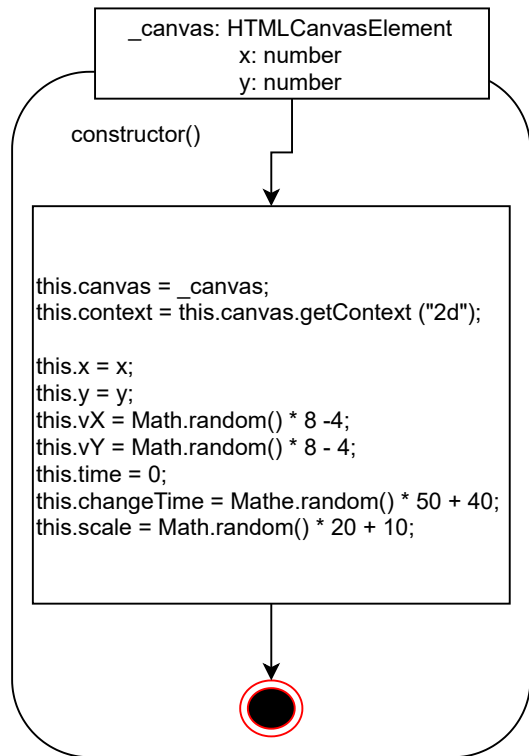 _canvas: HTMLCanvasElement
x: number
y: number
constructor()
this.canvas = _canvas;
this.context = this.canvas.getContext ("2d");
this.x = x;
this.y = y;
this.vX = Math.random() * 8 -4;
this.vY = Math.random() * 8 - 4;
this.time = 0;
this.changeTime = Mathe.random() * 50 + 40;
this.scale = Math.random() * 20 + 10;